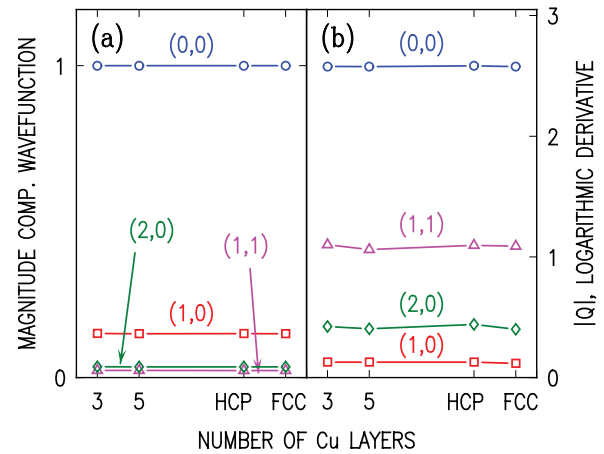 (a)
(b)
3
(0,0)
(0,0)
1
2
(2,0)
(1,1)
(1,1)
1
(1,0)
(2,0)
(1,0)
0
0
3
5
HCP
FCC
3
5
HCP
FCC
NUMBER OF Cu LAYERS
MAGNITUDE COMP. WAVEFUNCTION
|Q|, LOGARITHMIC DERIVATIVE